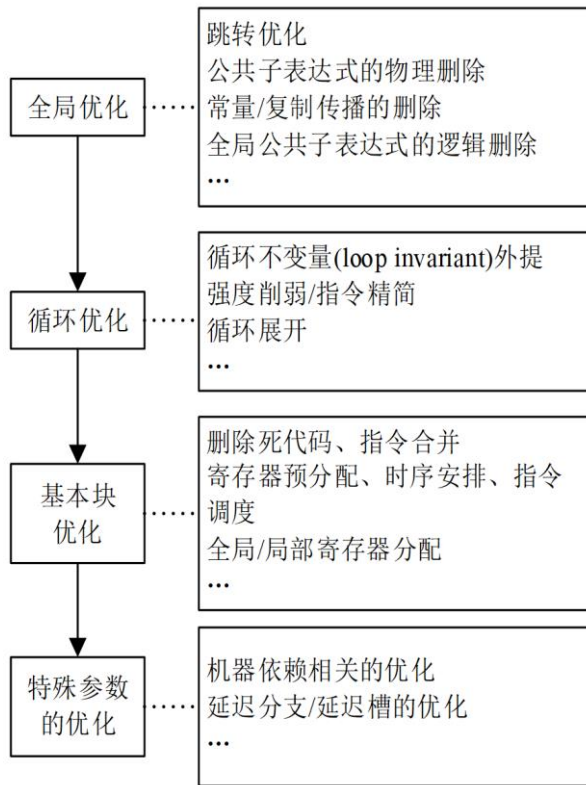 全局优化
跳转优化
公共子表达式的物理删除
常量/复制传播的删除
全局公共子表达式的逻辑删除
...
循环优化
循环不变量(loop invariant)外提
强度削弱/指令精简
循环展开
...
基本块
优化
删除死代码、指令合并
寄存器预分配、时序安排、指令
调度
全局/局部寄存器分配
...
特殊参数
的优化
机器依赖相关的优化
延迟分支/延迟槽的优化
...